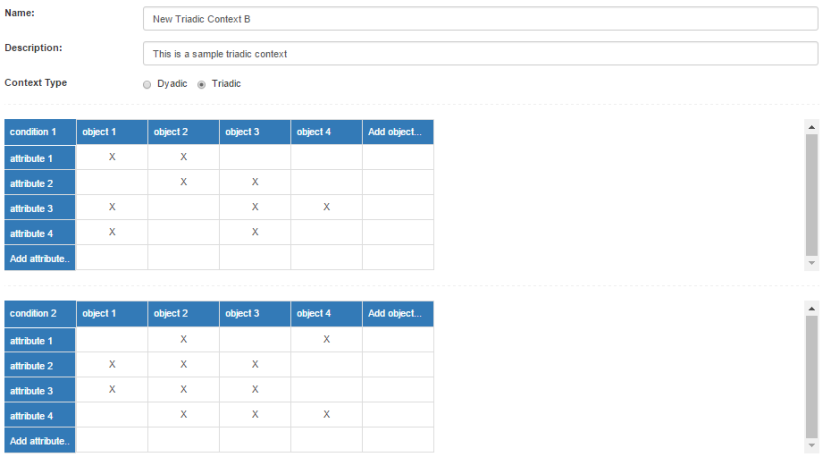 Name: New Triadic Context B
Description: This is a sample triadic context
Context Type Dyadic Triadic
condition 1 object 1 object 2 object 3 object 4 Add object...
attribute 1 X X
attribute 2 X X
attribute 3 X X X
attribute 4 X X
Add attribute..
condition 2 object 1 object 2 object 3 object 4 Add object...
attribute 1 X X
attribute 2 X X X
attribute 3 X X X
attribute 4 X X X
Add attribute..